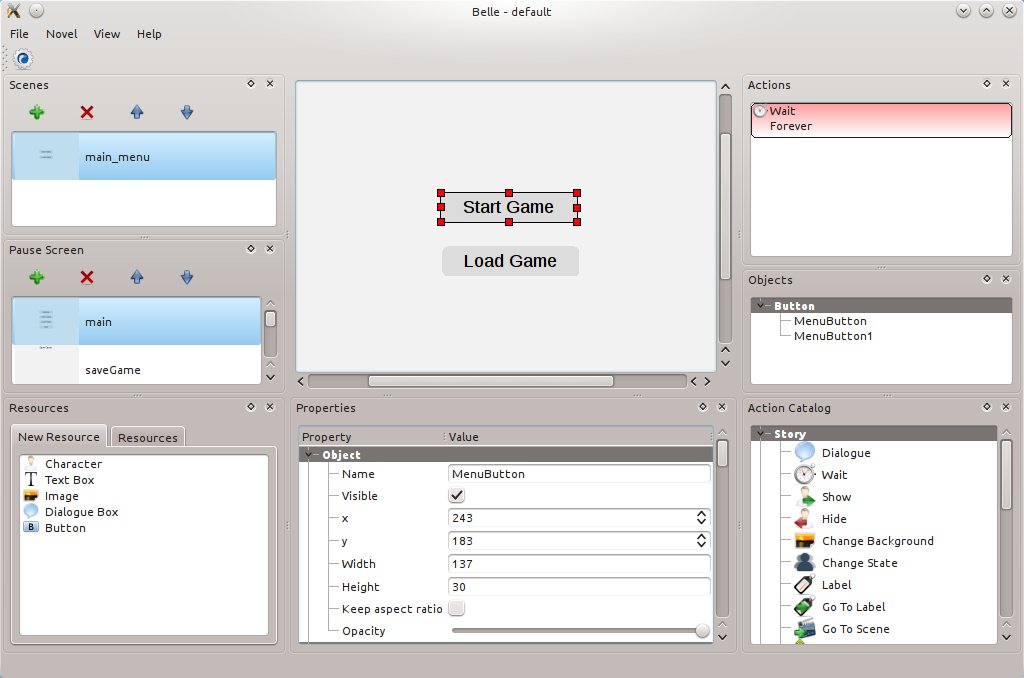 Belle - default
File Novel View Help
Scenes
main_menu
Pause Screen
main
saveGame
Resources
New Resource Resources
Character
Text Box
Image
Dialogue Box
B Button
Start Game
Load Game
Properties
Property Value
Object
Name MenuButton
Visible
x 243
y 183
Width 137
Height 30
Keep aspect ratio
Opacity
Actions
Wait
Forever
Objects
Button
MenuButton
MenuButton1
Action Catalog
Story
Dialogue
Wait
Show
Hide
Change Background
Change State
Label
Go To Label
Go To Scene